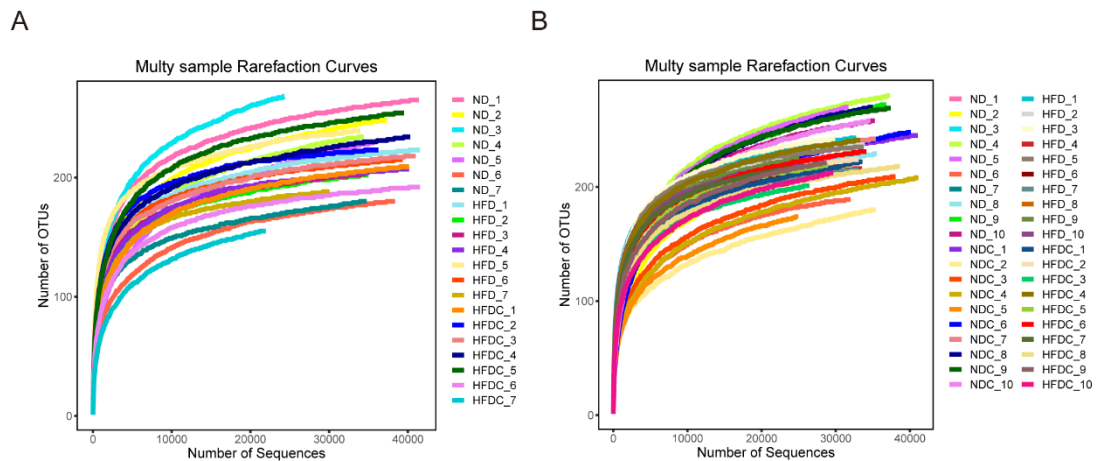 A
B
Multy sample Rarefaction Curves
Number of OTUs
200
100
0
0 10000 20000 30000 40000
Number of Sequences
ND_1
ND_2
ND_3
ND_4
ND_5
ND_6
ND_7
HFD_1
HFD_2
HFD_3
HFD_4
HFD_5
HFD_6
HFD_7
HFDC_1
HFDC_2
HFDC_3
HFDC_4
HFDC_5
HFDC_6
HFDC_7
Multy sample Rarefaction Curves
Number of OTUs
200
100
0
0 10000 20000 30000 40000
Number of Sequences
ND_1 HFD_1
ND_2 HFD_2
ND_3 HFD_3
ND_4 HFD_4
ND_5 HFD_5
ND_6 HFD_6
ND_7 HFD_7
ND_8 HFD_8
ND_9 HFD_9
ND_10 HFD_10
NDC_1 HFDC_1
NDC_2 HFDC_2
NDC_3 HFDC_3
NDC_4 HFDC_4
NDC_5 HFDC_5
NDC_6 HFDC_6
NDC_7 HFDC_7
NDC_8 HFDC_8
NDC_9 HFDC_9
NDC_10 HFDC_10